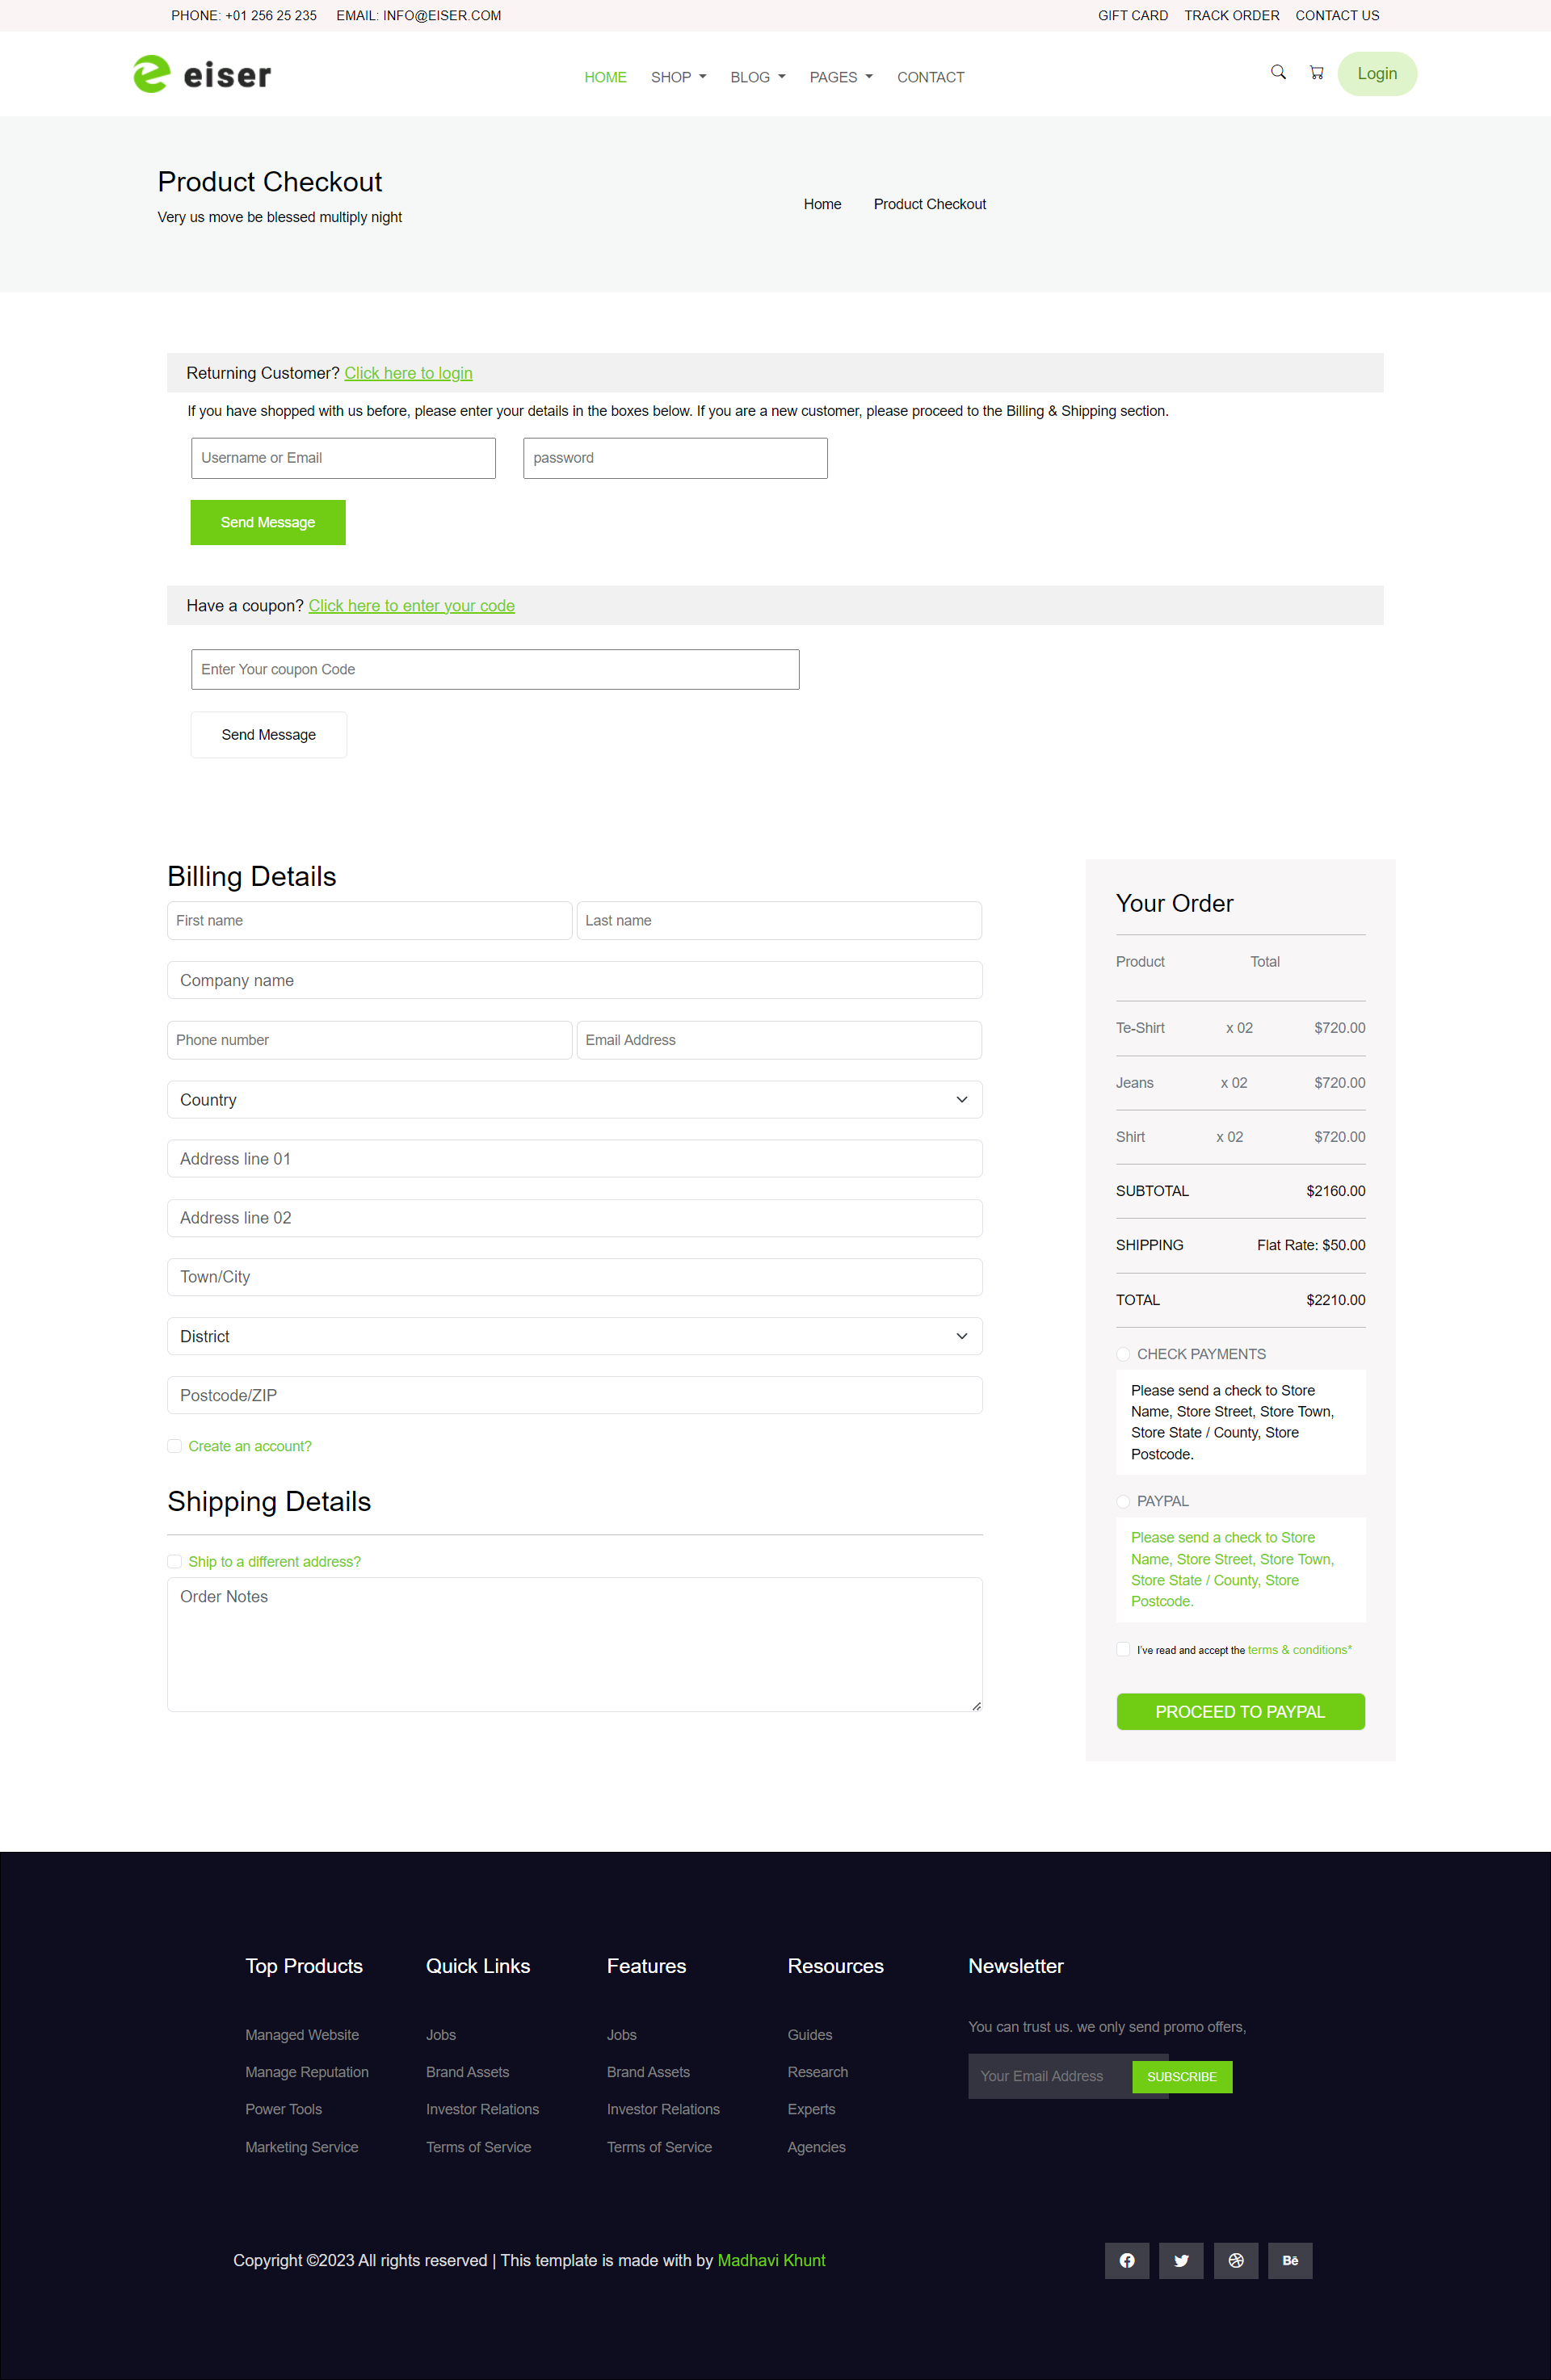 PHONE: +01 256 25 235 EMAIL: INFO@EISER.COM GIFT CARD TRACK ORDER CONTACT US
eiser HOME SHOP BLOG PAGES CONTACT Login
Product Checkout
Very us move be blessed multiply night
Home Product Checkout
Returning Customer? Click here to login
If you have shopped with us before, please enter your details in the boxes below. If you are a new customer, please proceed to the Billing & Shipping section.
Username or Email password
Send Message
Have a coupon? Click here to enter your code
Enter Your coupon Code
Send Message
Billing Details
First name Last name
Company name
Phone number Email Address
Country
Address line 01
Address line 02
Town/City
District
Postcode/ZIP
Create an account?
Shipping Details
Ship to a different address?
Order Notes
Your Order
Product Total
Te-Shirt x 02 $720.00
Jeans x 02 $720.00
Shirt x 02 $720.00
SUBTOTAL $2160.00
SHIPPING Flat Rate: $50.00
TOTAL $2210.00
CHECK PAYMENTS
Please send a check to Store
Name, Store Street, Store Town,
Store State / County, Store
Postcode.
PAYPAL
Please send a check to Store
Name, Store Street, Store Town,
Store State / County, Store
Postcode.
I've read and accept the terms & conditions*
PROCEED TO PAYPAL
Top Products
Managed Website
Manage Reputation
Power Tools
Marketing Service
Quick Links
Jobs
Brand Assets
Investor Relations
Terms of Service
Features
Jobs
Brand Assets
Investor Relations
Terms of Service
Resources
Guides
Research
Experts
Agencies
Newsletter
You can trust us. we only send promo offers,
Your Email Address SUBSCRIBE
Copyright ©2023 All rights reserved | This template is made with by Madhavi Khunt
Bē